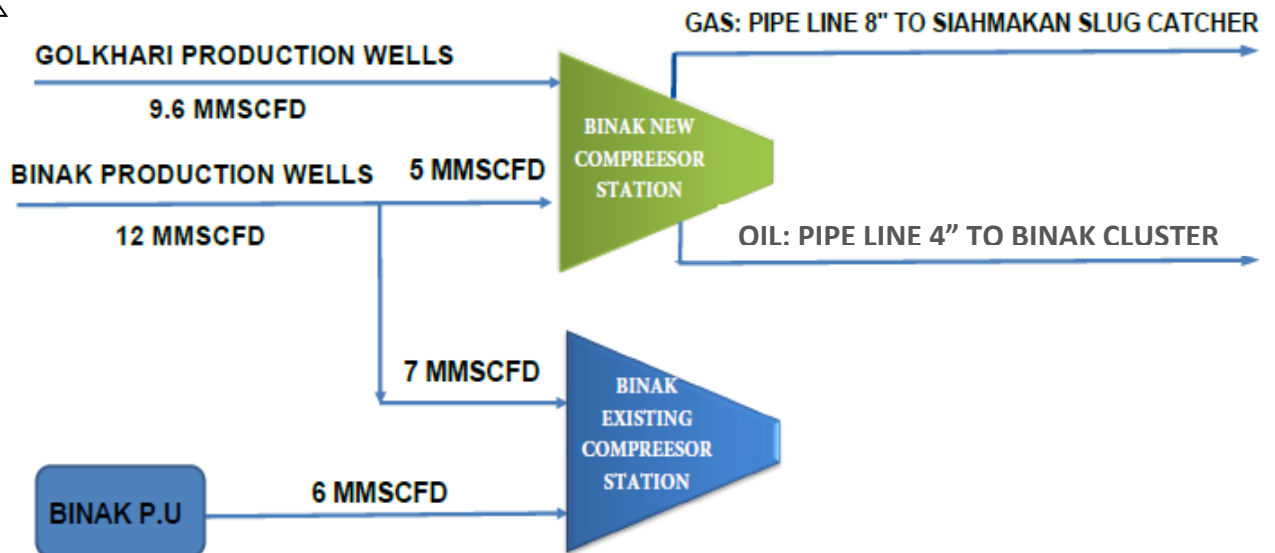 GAS: PIPE LINE 8" TO SIAHMAKAN SLUG CATCHER
GOLKHARI PRODUCTION WELLS
9.6 MMSCFD
BINAK NEW
COMPREESOR
STATION
BINAK PRODUCTION WELLS
5 MMSCFD
12 MMSCFD
OIL: PIPE LINE 4” TO BINAK CLUSTER
7 MMSCFD
BINAK
EXISTING
COMPREESOR
STATION
6 MMSCFD
BINAK P.U